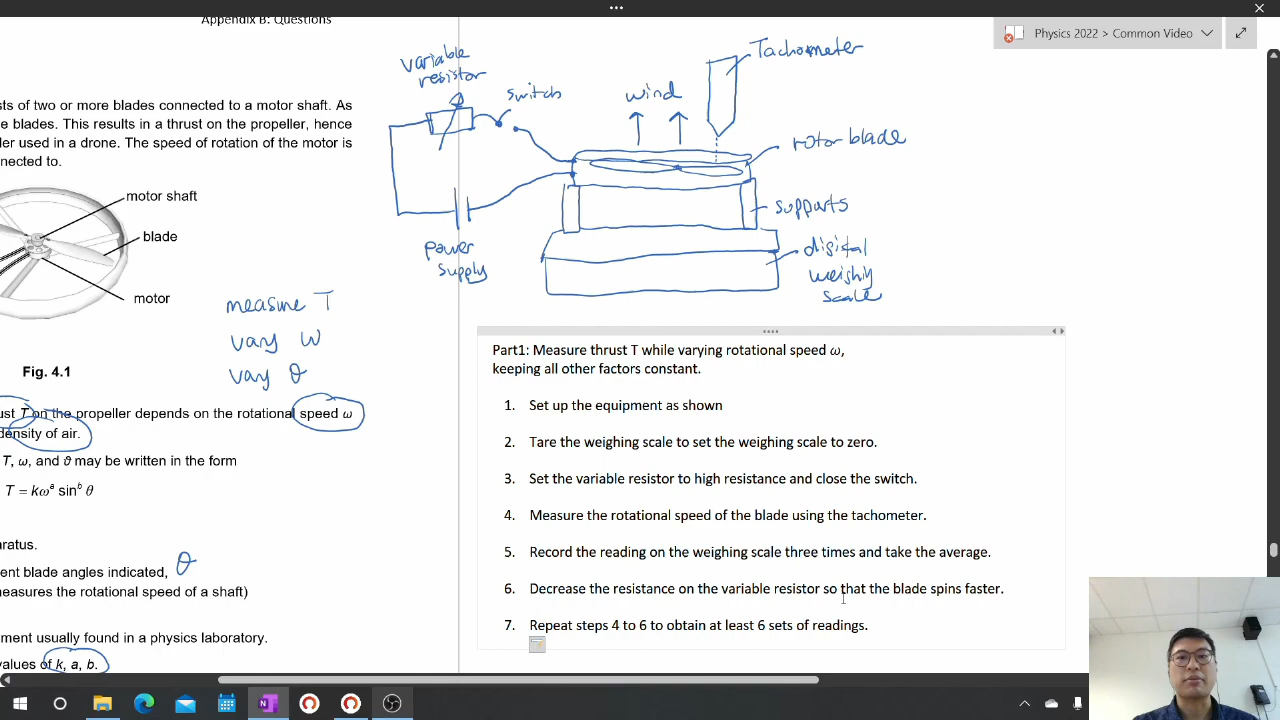 Appendix B: Questions
Physics 2022 > Common Video
sts of two or more blades connected to a motor shaft. As
e blades. This results in a thrust on the propeller, hence
ller used in a drone. The speed of rotation of the motor is
nnected to.
motor shaft
blade
motor
measure T
vary ω
vary θ
Fig. 4.1
ust T on the propeller depends on the rotational speed ω
density of air.
T, ω, and θ may be written in the form
T = kωᵃ sinᵇ θ
aratus.
ent blade angles indicated, θ
neasures the rotational speed of a shaft)
ment usually found in a physics laboratory.
values of k, a, b.
variable
resistor
switch
wind
Tachometer
rotor blade
supports
power
supply
digital
weighing
scale
Part1: Measure thrust T while varying rotational speed ω,
keeping all other factors constant.
1. Set up the equipment as shown
2. Tare the weighing scale to set the weighing scale to zero.
3. Set the variable resistor to high resistance and close the switch.
4. Measure the rotational speed of the blade using the tachometer.
5. Record the reading on the weighing scale three times and take the average.
6. Decrease the resistance on the variable resistor so that the blade spins faster.
7. Repeat steps 4 to 6 to obtain at least 6 sets of readings.